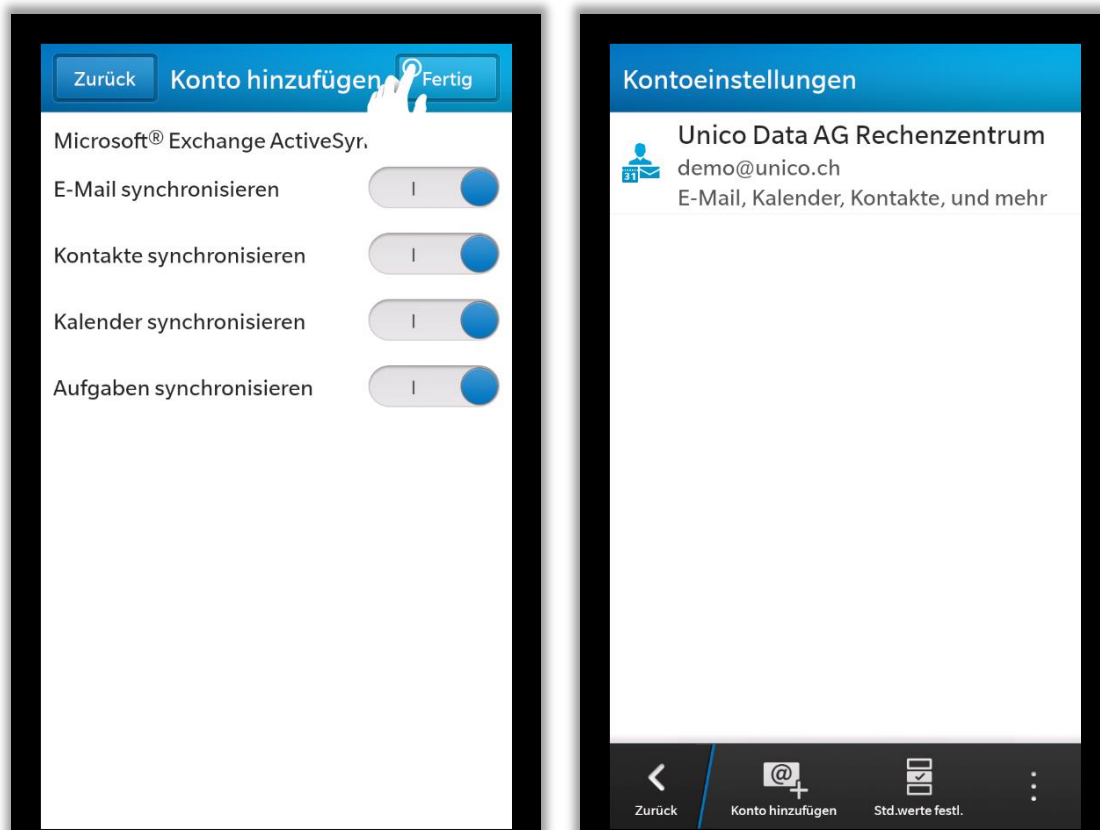 Zurück
Konto hinzufügen
Fertig
Microsoft® Exchange ActiveSyn
E-Mail synchronisieren
Kontakte synchronisieren
Kalender synchronisieren
Aufgaben synchronisieren
Kontoeinstellungen
31
Unico Data AG Rechenzentrum
demo@unico.ch
E-Mail, Kalender, Kontakte, und mehr
Zurück
Konto hinzufügen
Std.werte festl.